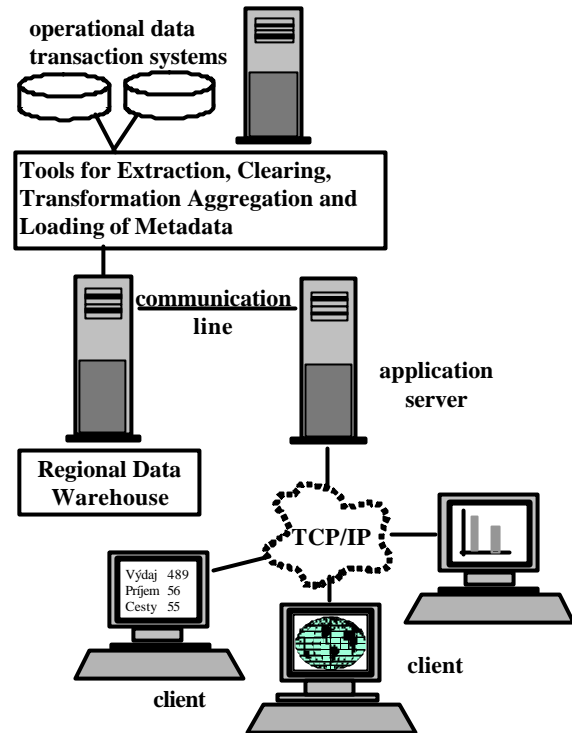 operational data
transaction systems
Tools for Extraction, Clearing,
Transformation Aggregation and
Loading of Metadata
communication
line
application
server
Regional Data
Warehouse
TCP/IP
Výdaj 489
Príjem 56
Cesty 55
client
client